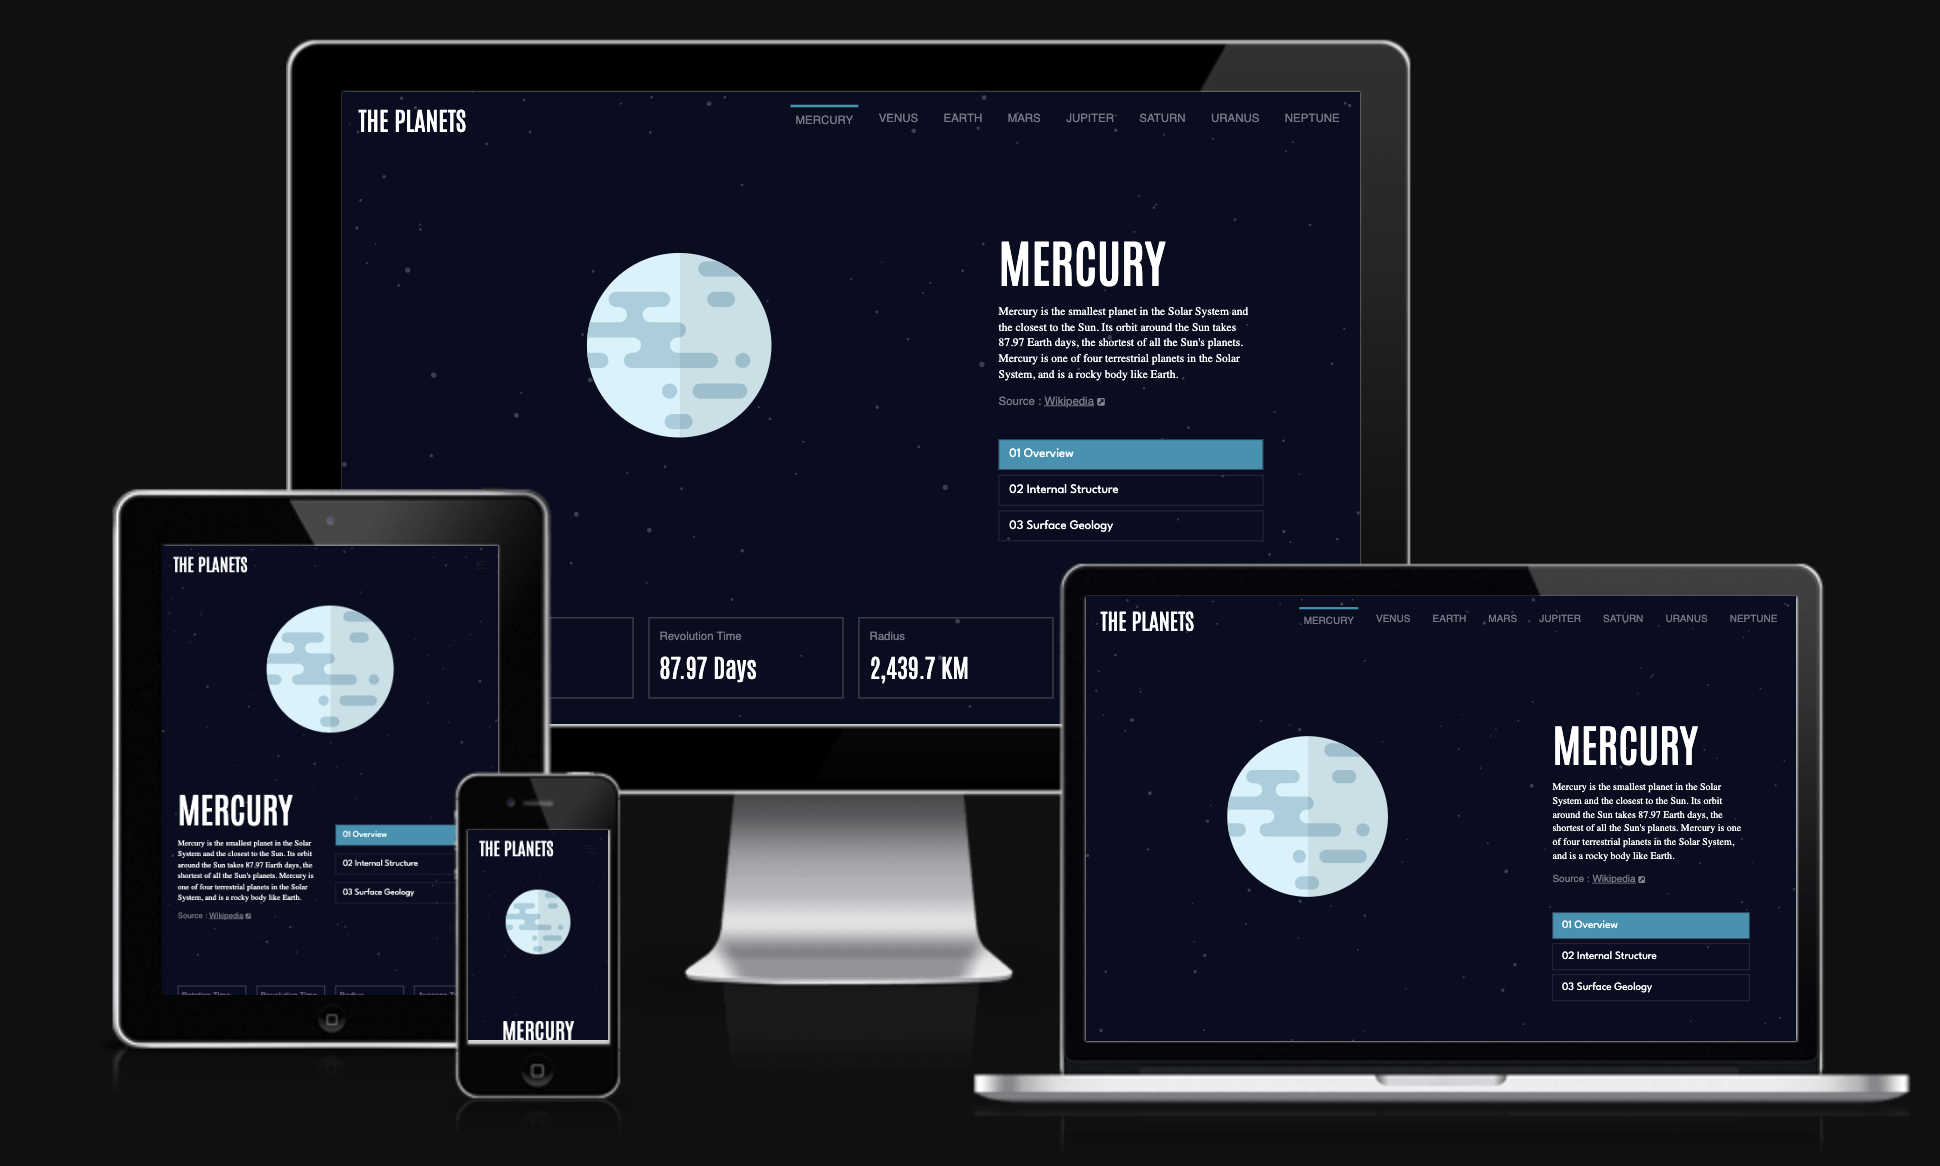 THE PLANETS
MERCURY VENUS EARTH MARS JUPITER SATURN URANUS NEPTUNE
MERCURY
Mercury is the smallest planet in the Solar System and
the closest to the Sun. Its orbit around the Sun takes
87.97 Earth days, the shortest of all the Sun's planets.
Mercury is one of four terrestrial planets in the Solar
System, and is a rocky body like Earth.
Source : Wikipedia
01 Overview
02 Internal Structure
03 Surface Geology
Revolution Time
87.97 Days
Radius
2,439.7 KM
THE PLANETS
MERCURY
Mercury is the smallest planet in the Solar
System and the closest to the Sun. Its orbit
around the Sun takes 87.97 Earth days, the
shortest of all the Sun's planets. Mercury is
one of four terrestrial planets in the Solar
System, and is a rocky body like Earth.
Source : Wikipedia
01 Overview
02 Internal Structure
03 Surface Geology
Rotation Time
Revolution Time
Radius
Average T
THE PLANETS
MERCURY
THE PLANETS
MERCURY VENUS EARTH MARS JUPITER SATURN URANUS NEPTUNE
MERCURY
Mercury is the smallest planet in the Solar
System and the closest to the Sun. Its orbit
around the Sun takes 87.97 Earth days, the
shortest of all the Sun's planets. Mercury is one
of four terrestrial planets in the Solar System,
and is a rocky body like Earth.
Source : Wikipedia
01 Overview
02 Internal Structure
03 Surface Geology